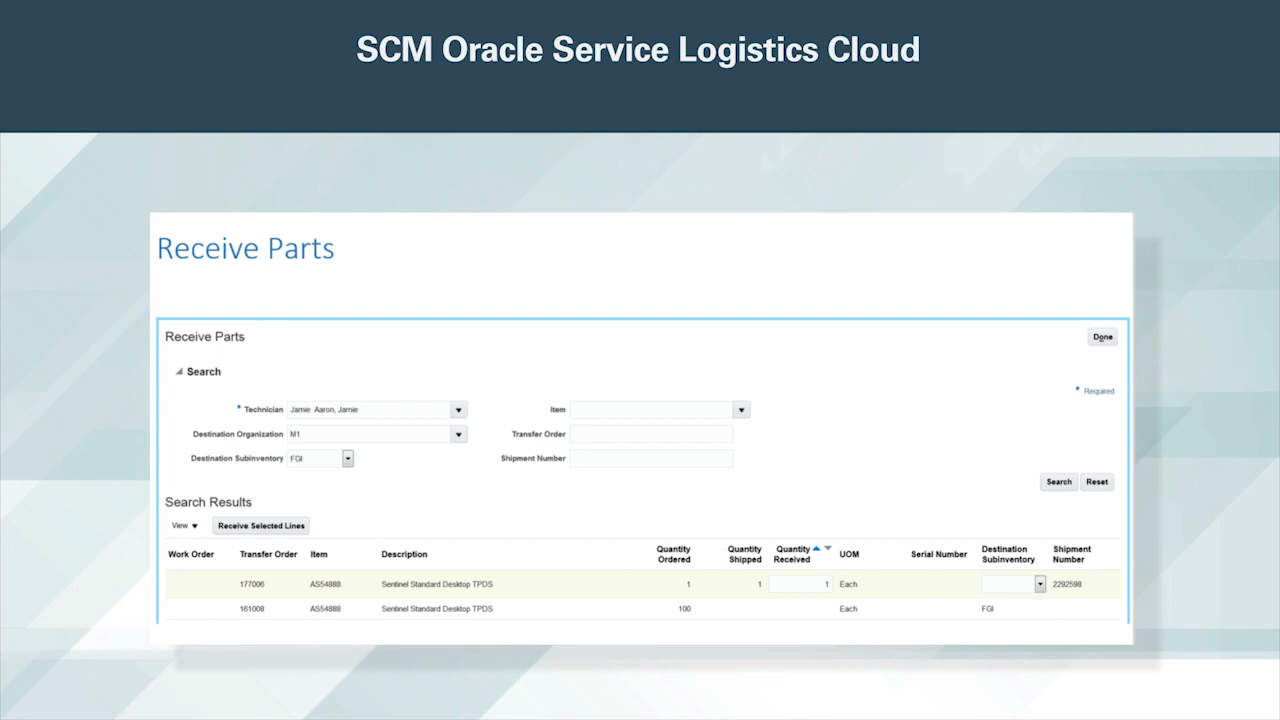 SCM Oracle Service Logistics Cloud
Receive Parts
Receive Parts
Done
Search
* Required
* Technician Jamie Aaron, Jamie Item
Destination Organization M1 Transfer Order
Destination Subinventory FGI Shipment Number
Search Reset
Search Results
View Receive Selected Lines
Work Order Transfer Order Item Description Quantity Ordered Quantity Shipped Quantity Received UOM Serial Number Destination Subinventory Shipment Number
177006 AS54888 Sentinel Standard Desktop TPDS 1 1 1 Each 2292598
161008 AS54888 Sentinel Standard Desktop TPDS 100 Each FGI